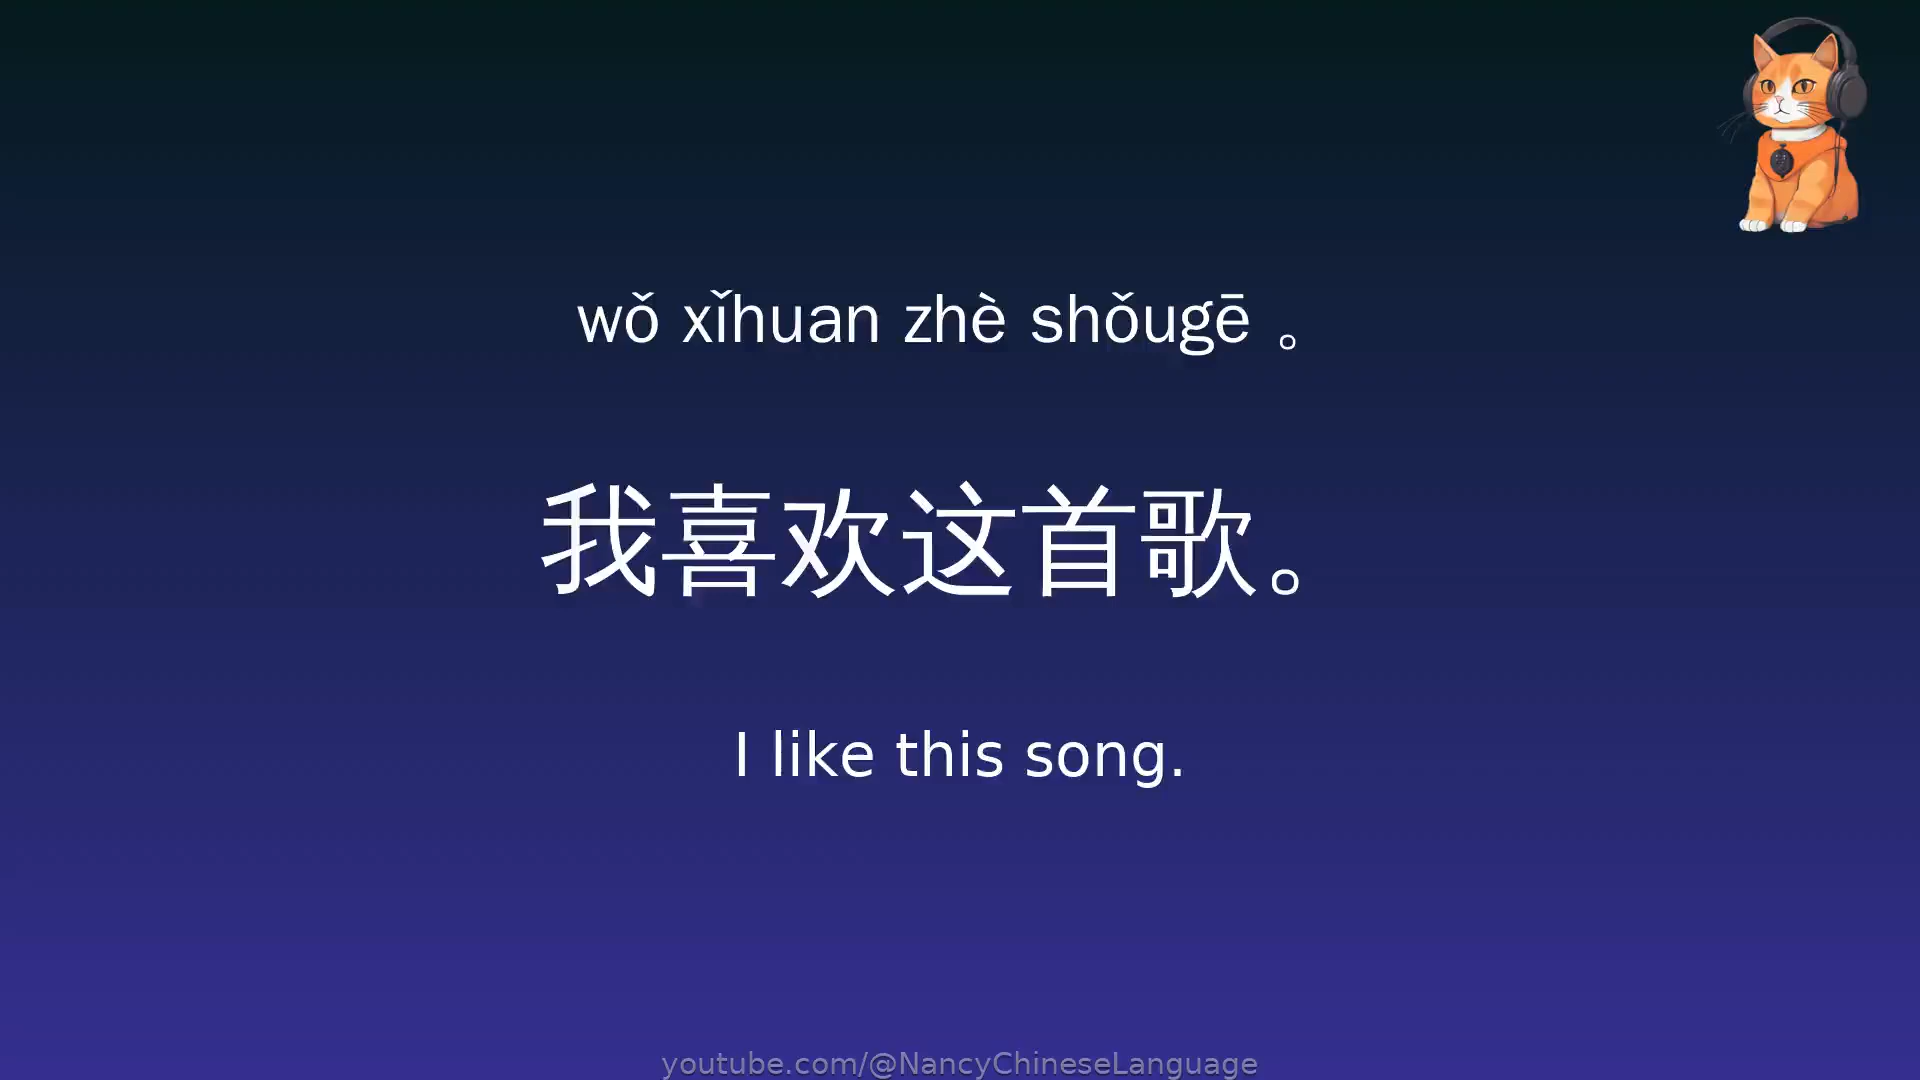 wǒ xǐhuan zhè shǒugē 。
我喜欢这首歌。
I like this song.
youtube.com/@NancyChineseLanguage